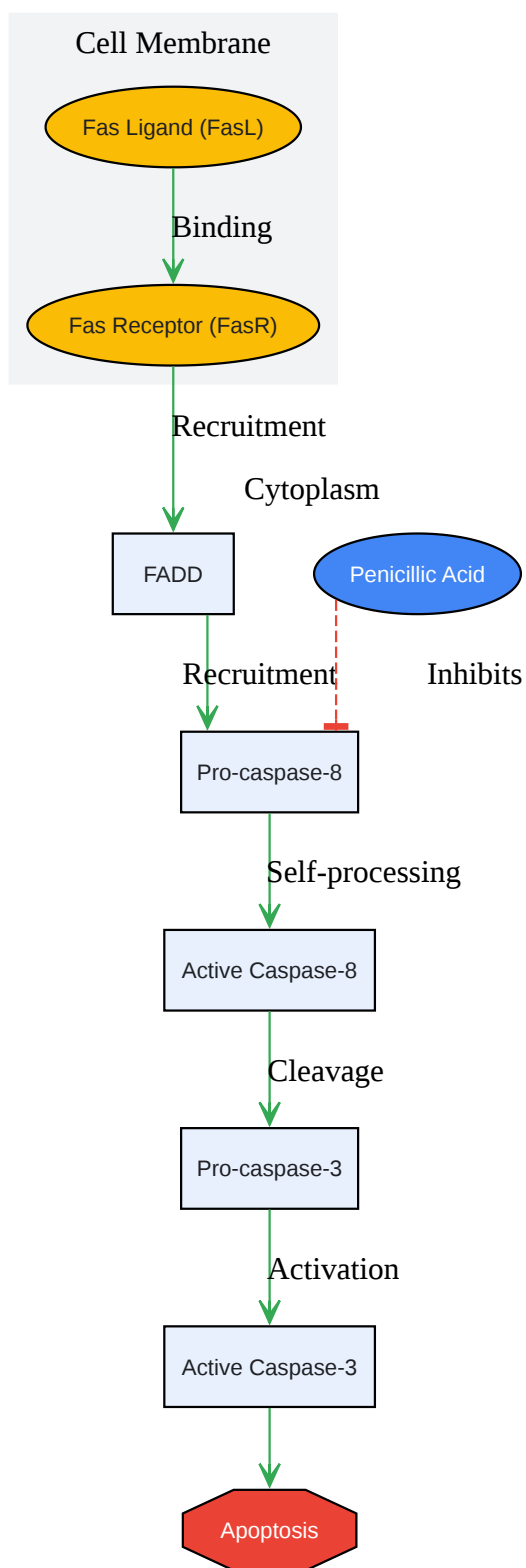 Cell Membrane
Fas Ligand (FasL)
Binding
Fas Receptor (FasR)
Recruitment
Cytoplasm
FADD
Penicillic Acid
Recruitment
Inhibits
Pro-caspase-8
Self-processing
Active Caspase-8
Cleavage
Pro-caspase-3
Activation
Active Caspase-3
Apoptosis